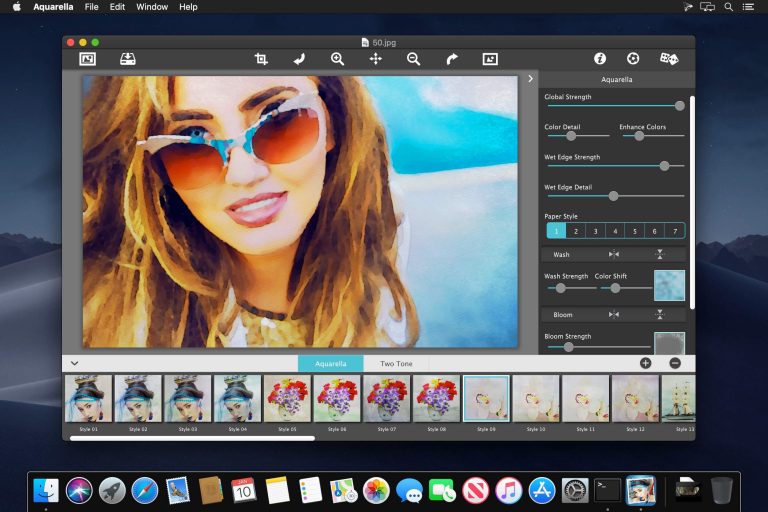 Aquarella File Edit Window Help
50.jpg
Aquarella
Global Strength
Color Detail Enhance Colors
Wet Edge Strength
Wet Edge Detail
Paper Style
1 2 3 4 5 6 7
Wash
Wash Strength Color Shift
Bloom
Bloom Strength
Aquarella Two Tone
Style 01 Style 02 Style 03 Style 04 Style 05 Style 06 Style 07 Style 08 Style 09 Style 10 Style 11 Style 12 Style 13
JAN
10